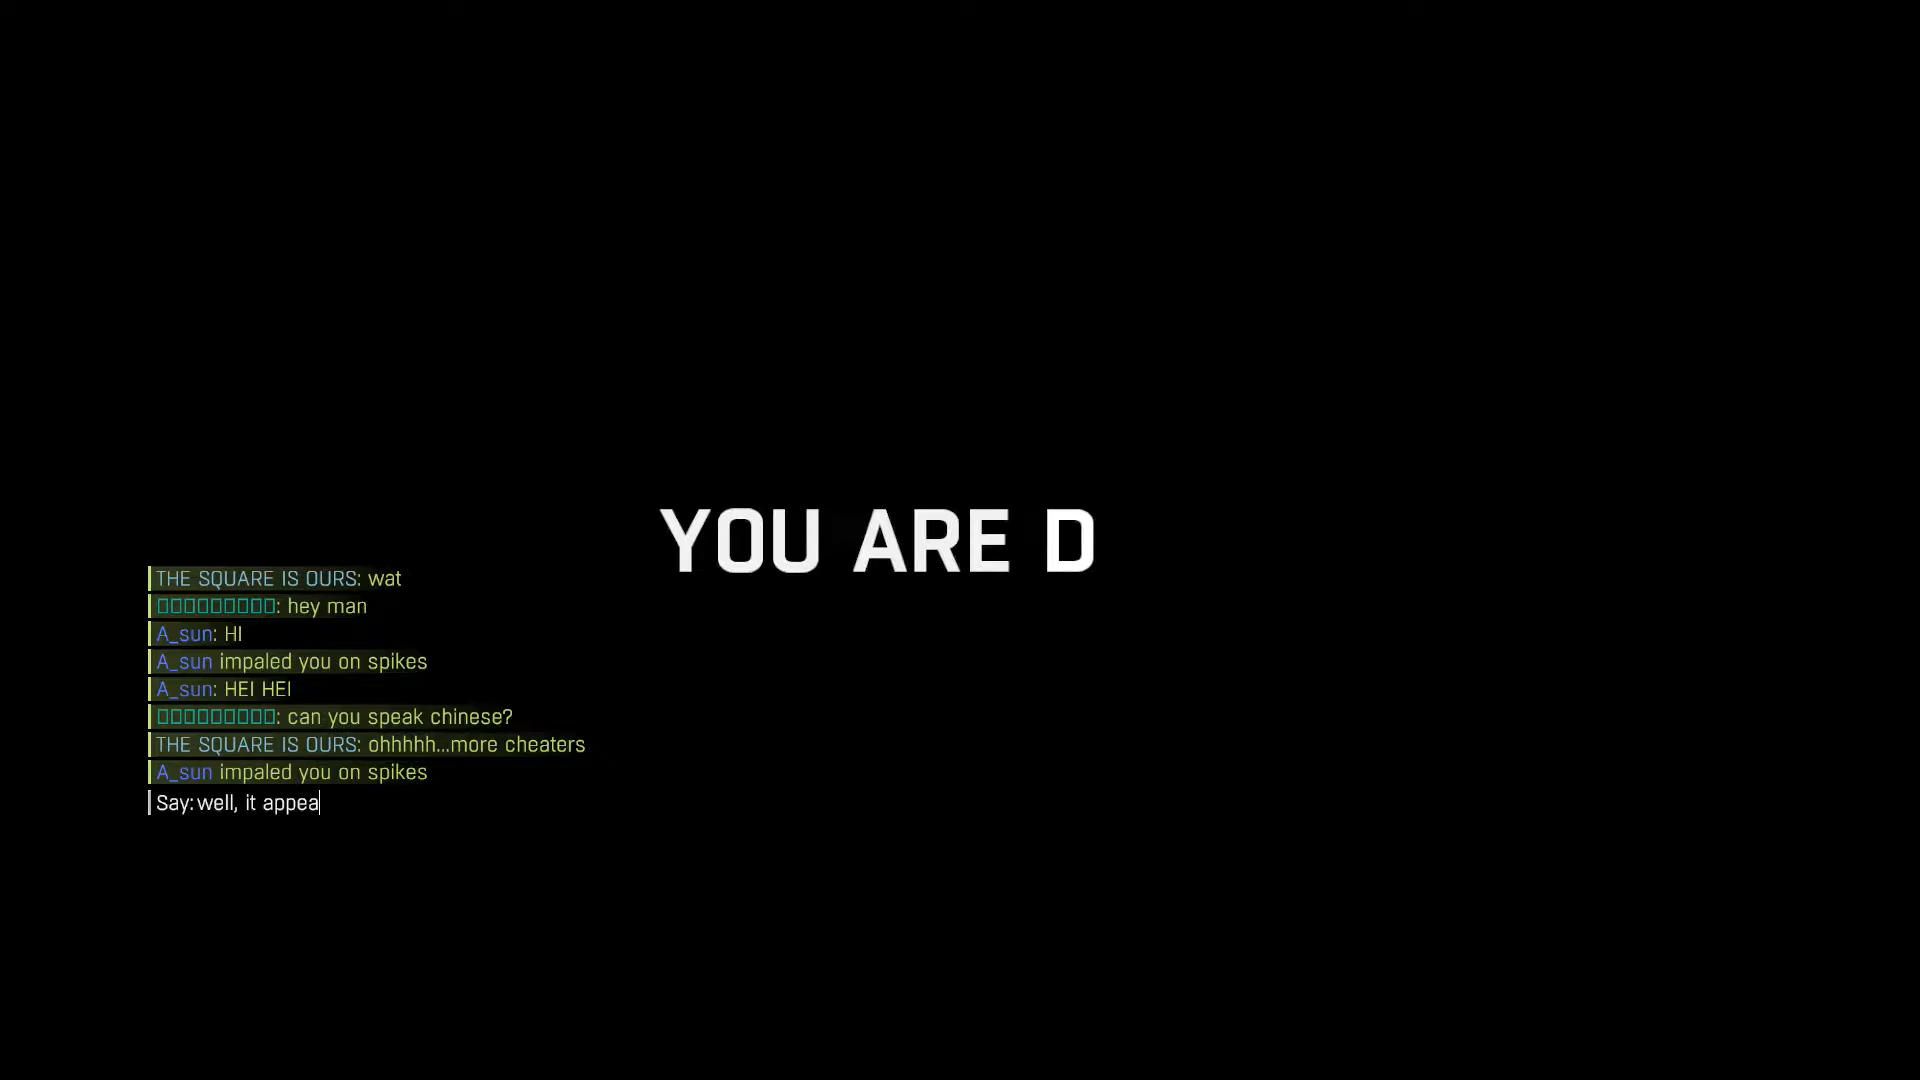 YOU ARE D
THE SQUARE IS OURS: wat
□□□□□□□□□: hey man
A_sun: HI
A_sun impaled you on spikes
A_sun: HEI HEI
□□□□□□□□□: can you speak chinese?
THE SQUARE IS OURS: ohhhhh...more cheaters
A_sun impaled you on spikes
Say: well, it appea